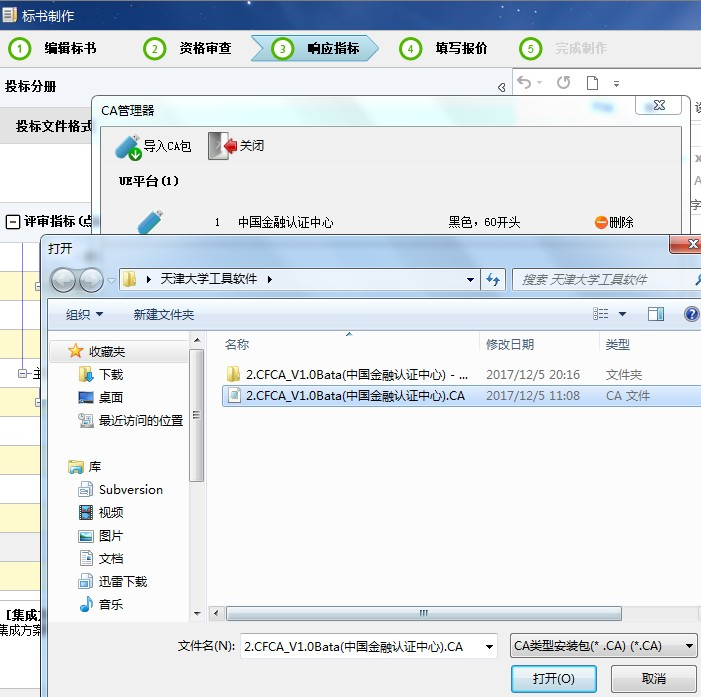 标书制作
1 编辑标书 2 资格审查 3 响应指标 4 填写报价 5 完成制作
投标分册
投标文件格式
CA管理器
导入CA包 关闭
UE平台(1)
1 中国金融认证中心 黑色，60开头 删除
评审指标(点
打开
天津大学工具软件 搜索 天津大学工具软件
组织 新建文件夹
名称 修改日期 类型
收藏夹
下载
桌面
最近访问的位置
库
Subversion
视频
图片
文档
迅雷下载
音乐
2.CFCA_V1.0Bata(中国金融认证中心) - ... 2017/12/5 20:16 文件夹
2.CFCA_V1.0Bata(中国金融认证中心).CA 2017/12/5 11:08 CA 文件
[集成方
集成方案
文件名(N): 2.CFCA_V1.0Bata(中国金融认证中心).CA CA类型安装包(* .CA) (*.CA)
打开(O) 取消